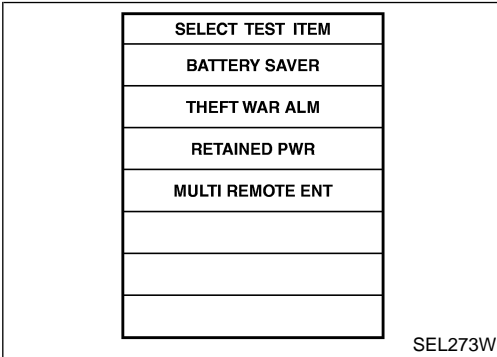 SELECT TEST ITEM
BATTERY SAVER
THEFT WAR ALM
RETAINED PWR
MULTI REMOTE ENT
SEL273W